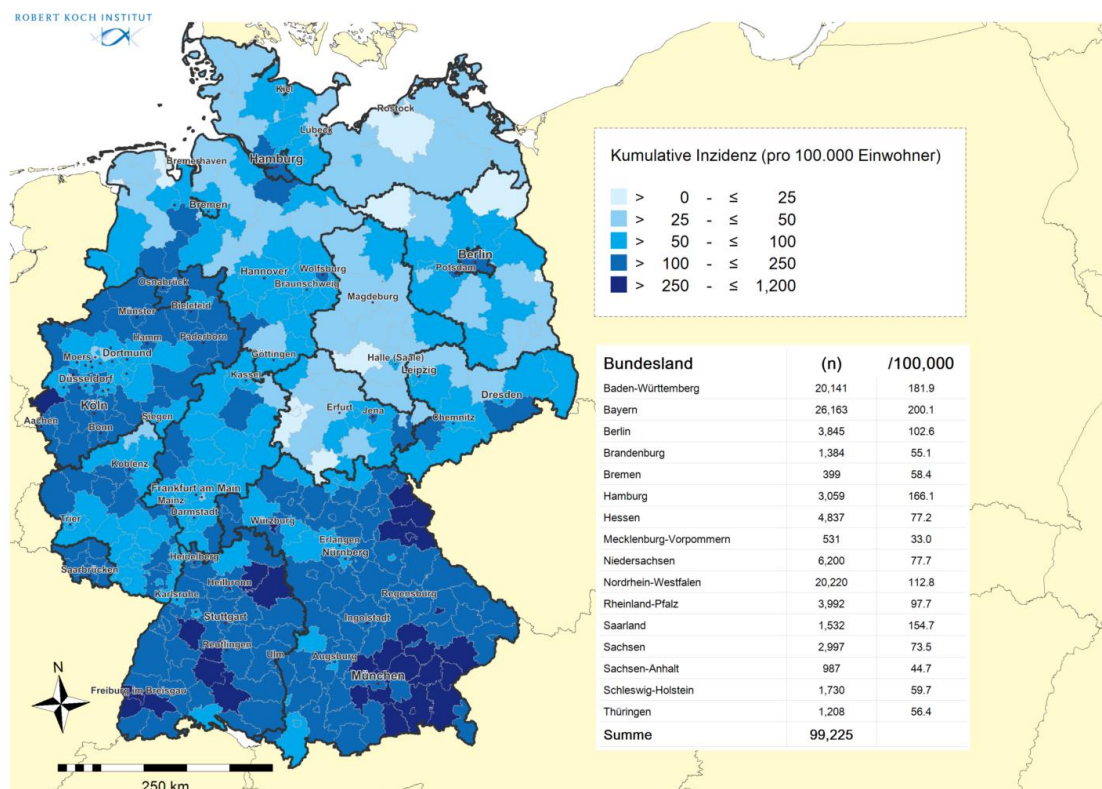 ROBERT KOCH INSTITUT
Kiel
Rostock
Lübeck
Bremerhaven
Hamburg
Bremen
Berlin
Potsdam
Hannover
Wolfsburg
Braunschweig
Osnabrück
Magdeburg
Bielefeld
Münster
Hamm
Paderborn
Göttingen
Moers
Dortmund
Halle (Saale)
Leipzig
Düsseldorf
Kassel
Dresden
Köln
Erfurt
Jena
Chemnitz
Siegen
Aachen
Bonn
Koblenz
Frankfurt am Main
Mainz
Darmstadt
Würzburg
Trier
Erlangen
Nürnberg
Heidelberg
Saarbrücken
Heilbronn
Karlsruhe
Regensburg
Stuttgart
Ingolstadt
Reutlingen
Ulm
Augsburg
München
Freiburg im Breisgau
N
250 km
Kumulative Inzidenz (pro 100.000 Einwohner)
> 0 - ≤ 25
> 25 - ≤ 50
> 50 - ≤ 100
> 100 - ≤ 250
> 250 - ≤ 1,200
Bundesland (n) /100,000
Baden-Württemberg 20,141 181.9
Bayern 26,163 200.1
Berlin 3,845 102.6
Brandenburg 1,384 55.1
Bremen 399 58.4
Hamburg 3,059 166.1
Hessen 4,837 77.2
Mecklenburg-Vorpommern 531 33.0
Niedersachsen 6,200 77.7
Nordrhein-Westfalen 20,220 112.8
Rheinland-Pfalz 3,992 97.7
Saarland 1,532 154.7
Sachsen 2,997 73.5
Sachsen-Anhalt 987 44.7
Schleswig-Holstein 1,730 59.7
Thüringen 1,208 56.4
Summe 99,225